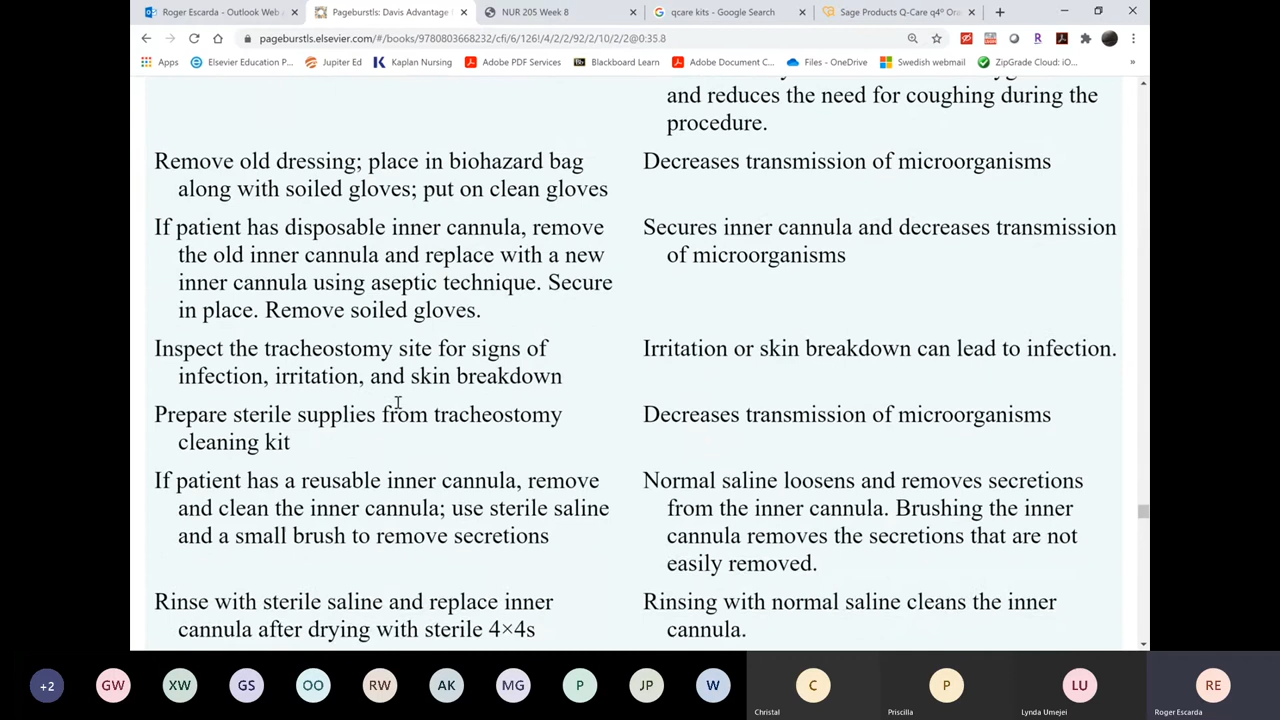 Roger Escarda - Outlook Web
Pageburstls: Davis Advantage
NUR 205 Week 8
qcare kits - Google Search
Sage Products Q-Care q4° Ora
pageburstls.elsevier.com/#/books/9780803668232/cfi/6/126!/4/2/2/92/2/10/2/2@0:35.8
Apps
Elsevier Education P...
Jupiter Ed
Kaplan Nursing
Adobe PDF Services
Blackboard Learn
Adobe Document C...
Files - OneDrive
Swedish webmail
ZipGrade Cloud: iO...
and reduces the need for coughing during the
procedure.
Remove old dressing; place in biohazard bag
along with soiled gloves; put on clean gloves
Decreases transmission of microorganisms
If patient has disposable inner cannula, remove
the old inner cannula and replace with a new
inner cannula using aseptic technique. Secure
in place. Remove soiled gloves.
Secures inner cannula and decreases transmission
of microorganisms
Inspect the tracheostomy site for signs of
infection, irritation, and skin breakdown
Irritation or skin breakdown can lead to infection.
Prepare sterile supplies from tracheostomy
cleaning kit
Decreases transmission of microorganisms
If patient has a reusable inner cannula, remove
and clean the inner cannula; use sterile saline
and a small brush to remove secretions
Normal saline loosens and removes secretions
from the inner cannula. Brushing the inner
cannula removes the secretions that are not
easily removed.
Rinse with sterile saline and replace inner
cannula after drying with sterile 4×4s
Rinsing with normal saline cleans the inner
cannula.
+2
GW
XW
GS
OO
RW
AK
MG
P
JP
W
C
Christal
P
Priscilla
LU
Lynda Umejei
RE
Roger Escarda